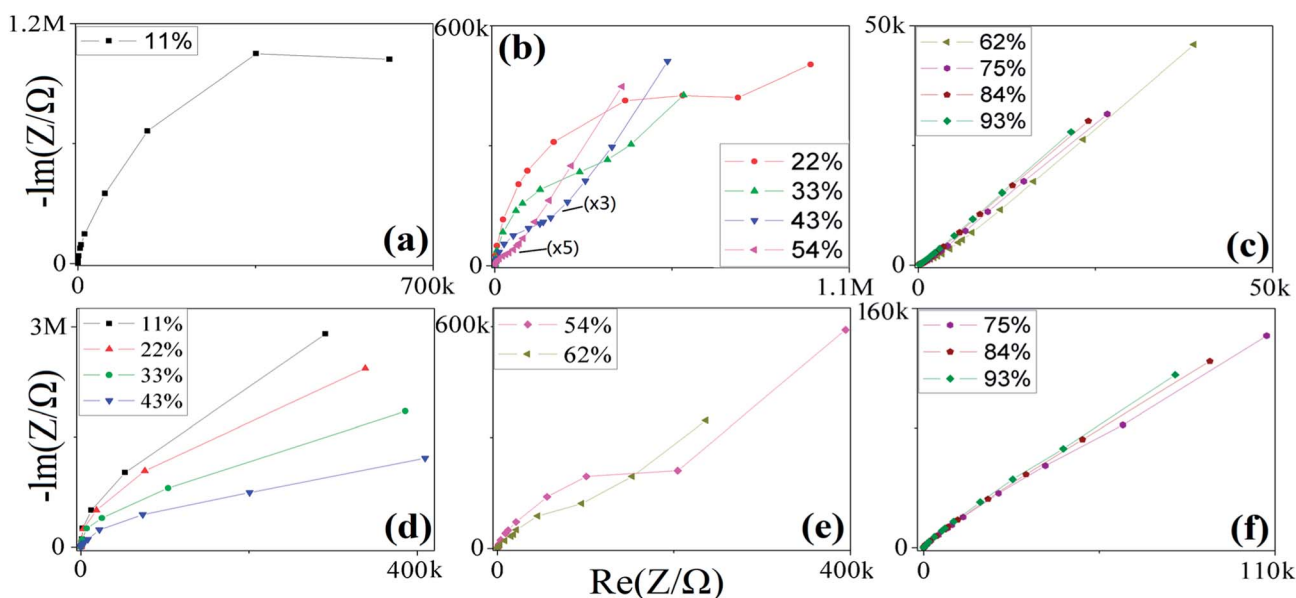 1.2M
11%
(a)
0
0
700k
-Im(Z/Ω)
600k
(b)
22%
33%
43%
54%
(x3)
(x5)
0
0
1.1M
50k
62%
75%
84%
93%
(c)
0
0
50k
3M
11%
22%
33%
43%
(d)
0
0
400k
-Im(Z/Ω)
600k
54%
62%
(e)
0
0
400k
Re(Z/Ω)
160k
75%
84%
93%
(f)
0
0
110k